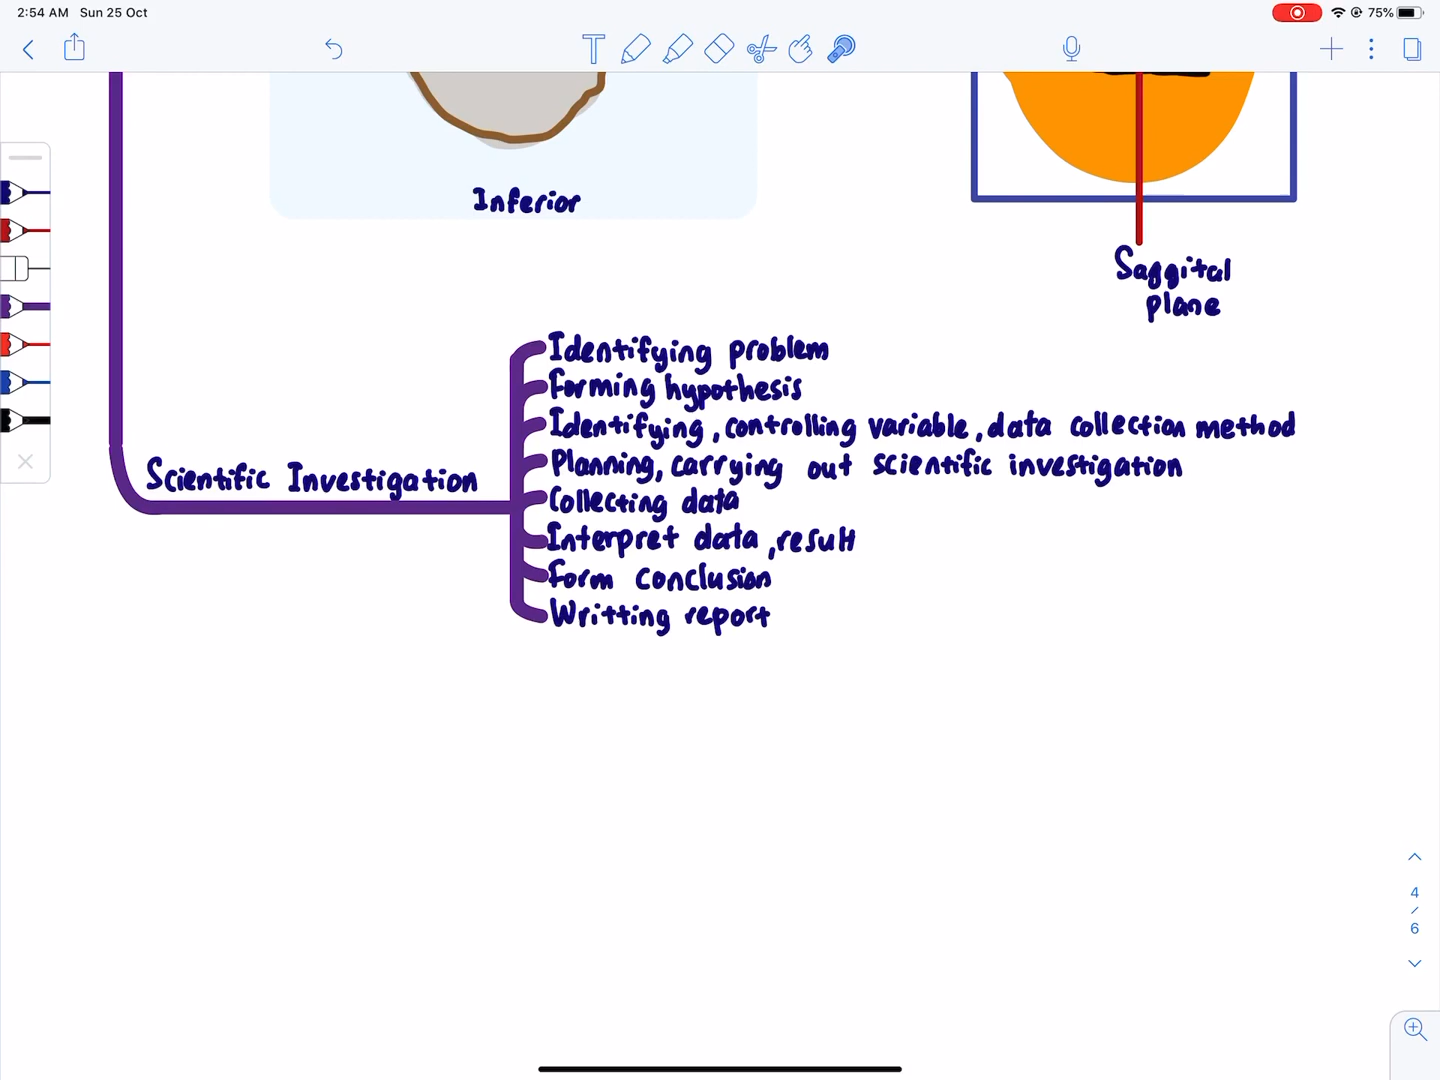 2:54 AM Sun 25 Oct
75%
Inferior
Saggital
plane
Identifying problem
Forming hypothesis
Identifying, controlling variable, data collection method
Planning, carrying out scientific investigation
Scientific Investigation
Collecting data
Interpret data, result
Form conclusion
Writting report
4
/
6